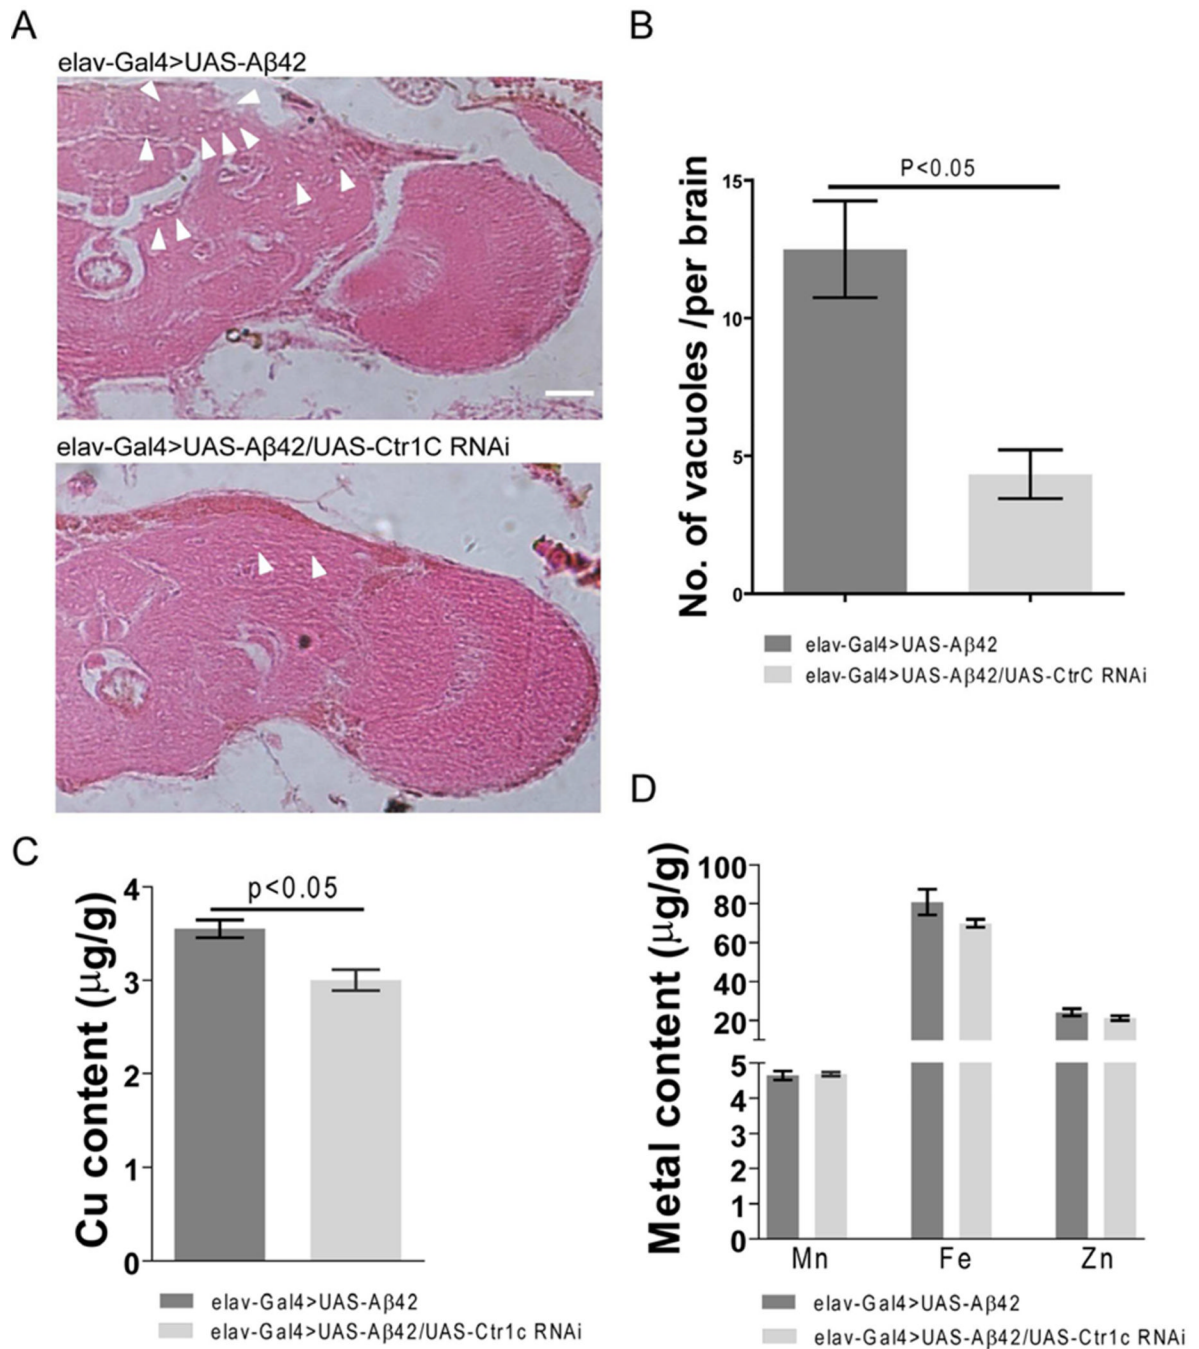 A
elav-Gal4>UAS-Aβ42
elav-Gal4>UAS-Aβ42/UAS-Ctr1C RNAi
B
No. of vacuoles /per brain
15
10
5
0
P<0.05
elav-Gal4>UAS-Aβ42
elav-Gal4>UAS-Aβ42/UAS-CtrC RNAi
C
Cu content (μg/g)
4
3
2
1
0
p<0.05
elav-Gal4>UAS-Aβ42
elav-Gal4>UAS-Aβ42/UAS-Ctr1c RNAi
D
Metal content (μg/g)
100
80
60
40
20
5
4
3
2
1
0
Mn Fe Zn
elav-Gal4>UAS-Aβ42
elav-Gal4>UAS-Aβ42/UAS-Ctr1c RNAi